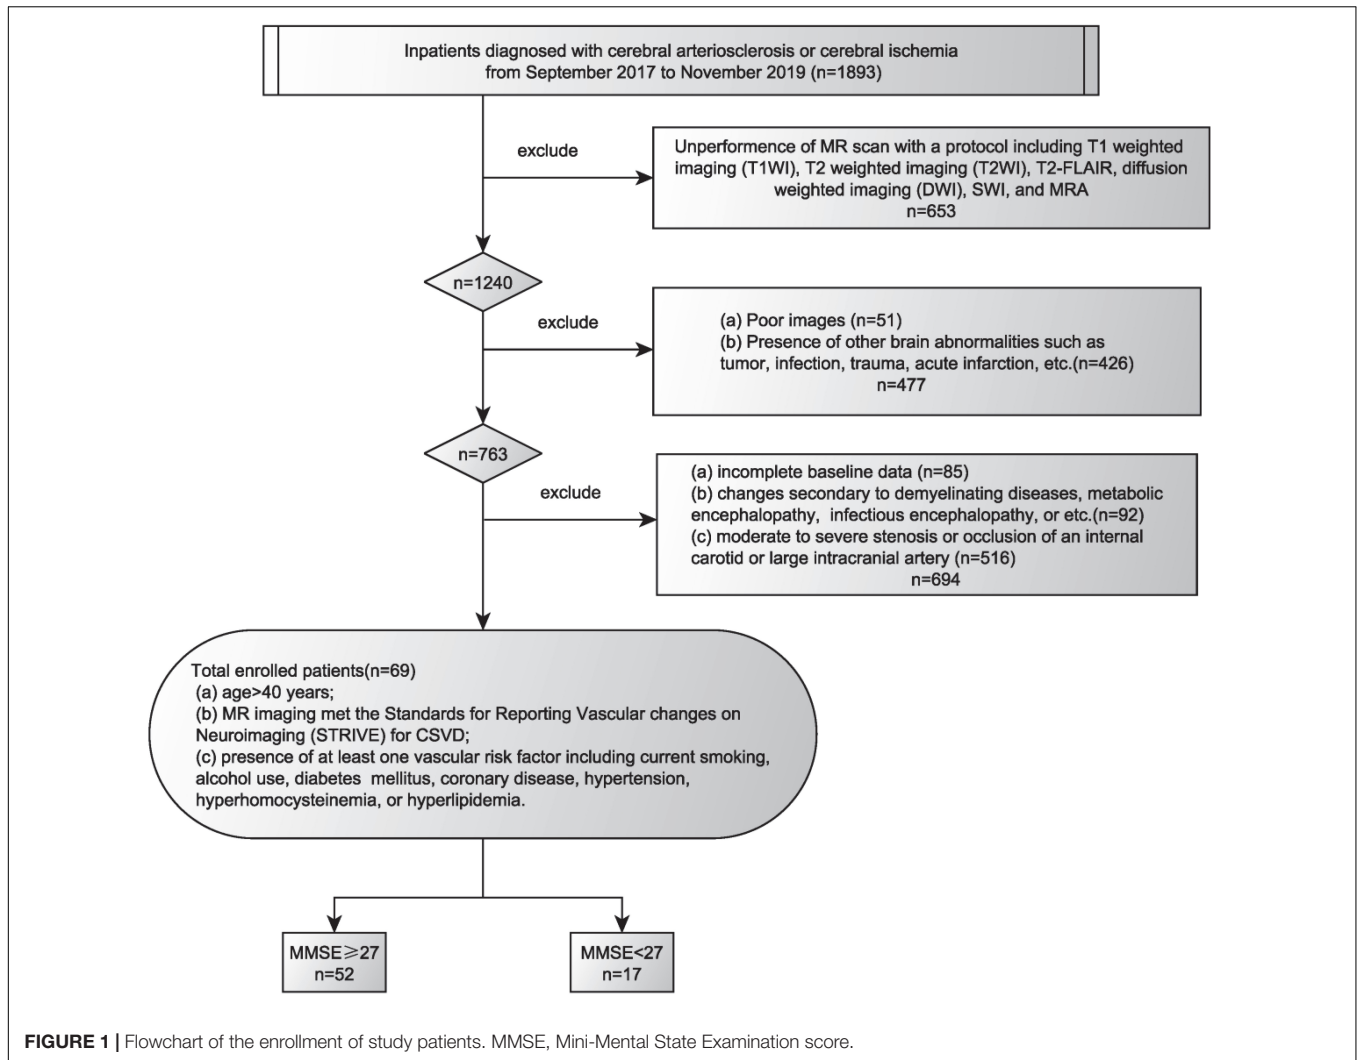 Inpatients diagnosed with cerebral arteriosclerosis or cerebral ischemia
from September 2017 to November 2019 (n=1893)
exclude
Unperformence of MR scan with a protocol including T1 weighted
imaging (T1WI), T2 weighted imaging (T2WI), T2-FLAIR, diffusion
weighted imaging (DWI), SWI, and MRA
n=653
n=1240
exclude
(a) Poor images (n=51)
(b) Presence of other brain abnormalities such as
tumor, infection, trauma, acute infarction, etc.(n=426)
n=477
n=763
exclude
(a) incomplete baseline data (n=85)
(b) changes secondary to demyelinating diseases, metabolic
encephalopathy, infectious encephalopathy, or etc.(n=92)
(c) moderate to severe stenosis or occlusion of an internal
carotid or large intracranial artery (n=516)
n=694
Total enrolled patients(n=69)
(a) age>40 years;
(b) MR imaging met the Standards for Reporting Vascular changes on
Neuroimaging (STRIVE) for CSVD;
(c) presence of at least one vascular risk factor including current smoking,
alcohol use, diabetes mellitus, coronary disease, hypertension,
hyperhomocysteinemia, or hyperlipidemia.
MMSE≥27
n=52
MMSE<27
n=17
FIGURE 1 | Flowchart of the enrollment of study patients. MMSE, Mini-Mental State Examination score.